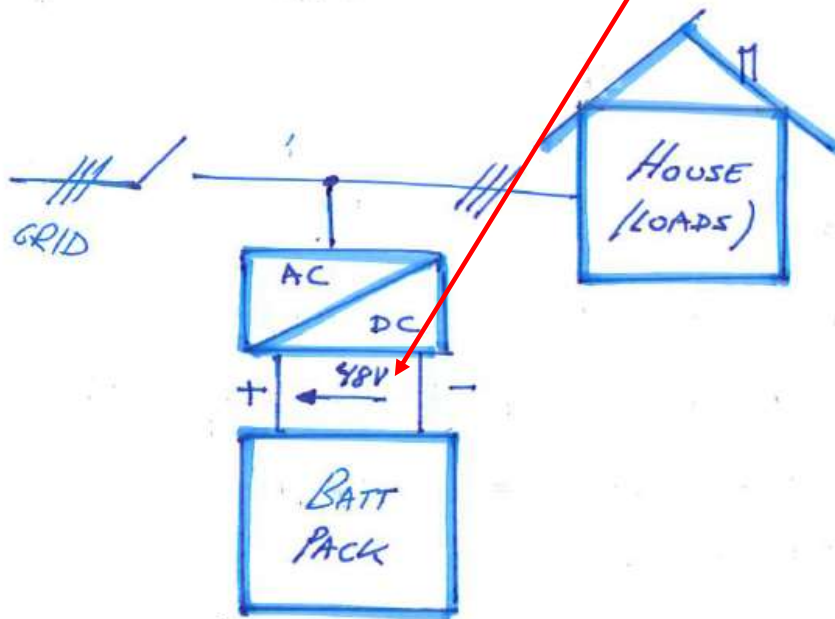 HOUSE
(LOADS)
GRID
AC
DC
+ 48V -
BATT
PACK